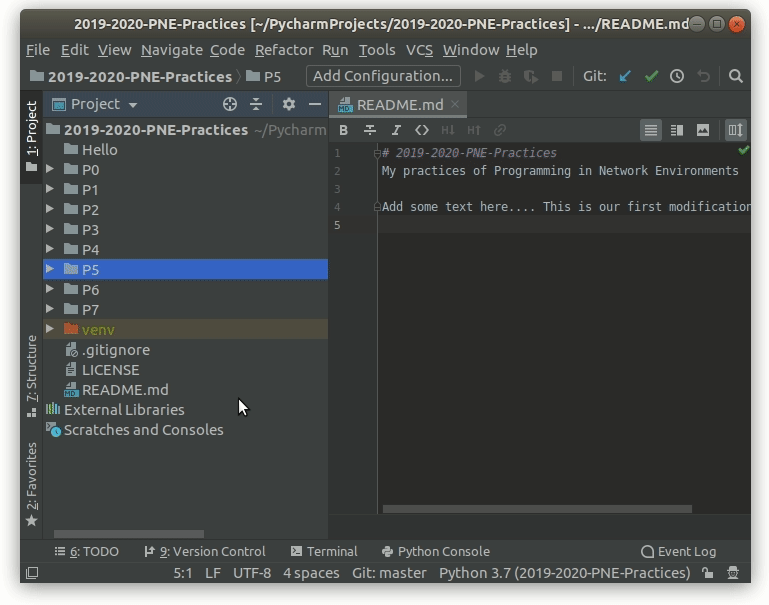 2019-2020-PNE-Practices [~/PycharmProjects/2019-2020-PNE-Practices] - .../README.md
File Edit View Navigate Code Refactor Run Tools VCS Window Help
2019-2020-PNE-Practices P5 Add Configuration... Git:
1: Project
Project
README.md
2019-2020-PNE-Practices ~/Pycharm
Hello
P0
P1
P2
P3
P4
P5
P6
P7
venv
.gitignore
LICENSE
MD README.md
External Libraries
Scratches and Consoles
B I <> H↓ H↑
1 # 2019-2020-PNE-Practices
2 My practices of Programming in Network Environments
3
4 Add some text here.... This is our first modification
5
7: Structure
2: Favorites
6: TODO 9: Version Control Terminal Python Console Event Log
5:1 LF UTF-8 4 spaces Git: master Python 3.7 (2019-2020-PNE-Practices)